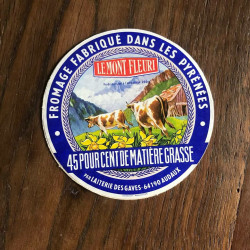 FROMAGE FABRIQUÉ DANS LES PYRÉNÉES
LE MONT FLEURI
45 POUR CENT DE MATIÈRE GRASSE
PAR LAITERIE DES GAVES - 64190 AUDAUX